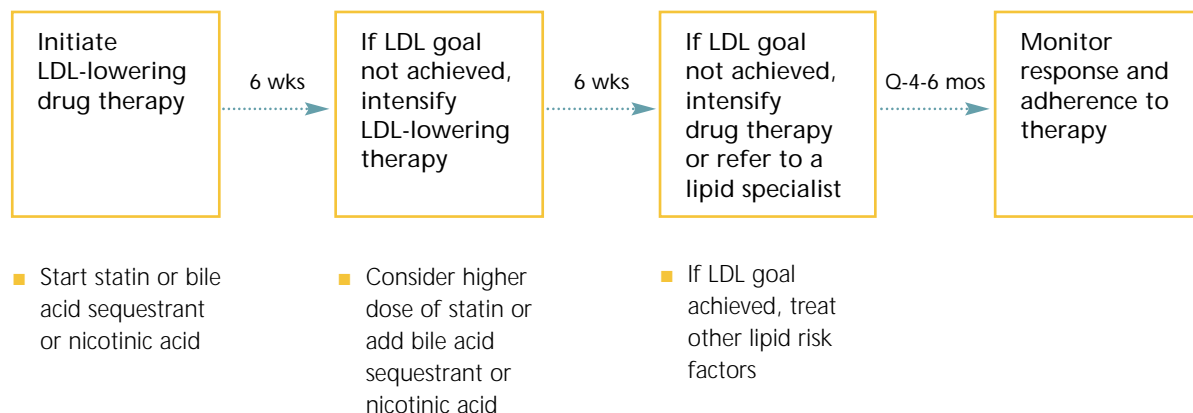 Initiate
LDL-lowering
drug therapy
6 wks
If LDL goal
not achieved,
intensify
LDL-lowering
therapy
6 wks
If LDL goal
not achieved,
intensify
drug therapy
or refer to a
lipid specialist
Q-4-6 mos
Monitor
response and
adherence to
therapy
Start statin or bile
acid sequestrant
or nicotinic acid
Consider higher
dose of statin or
add bile acid
sequestrant or
nicotinic acid
If LDL goal
achieved, treat
other lipid risk
factors